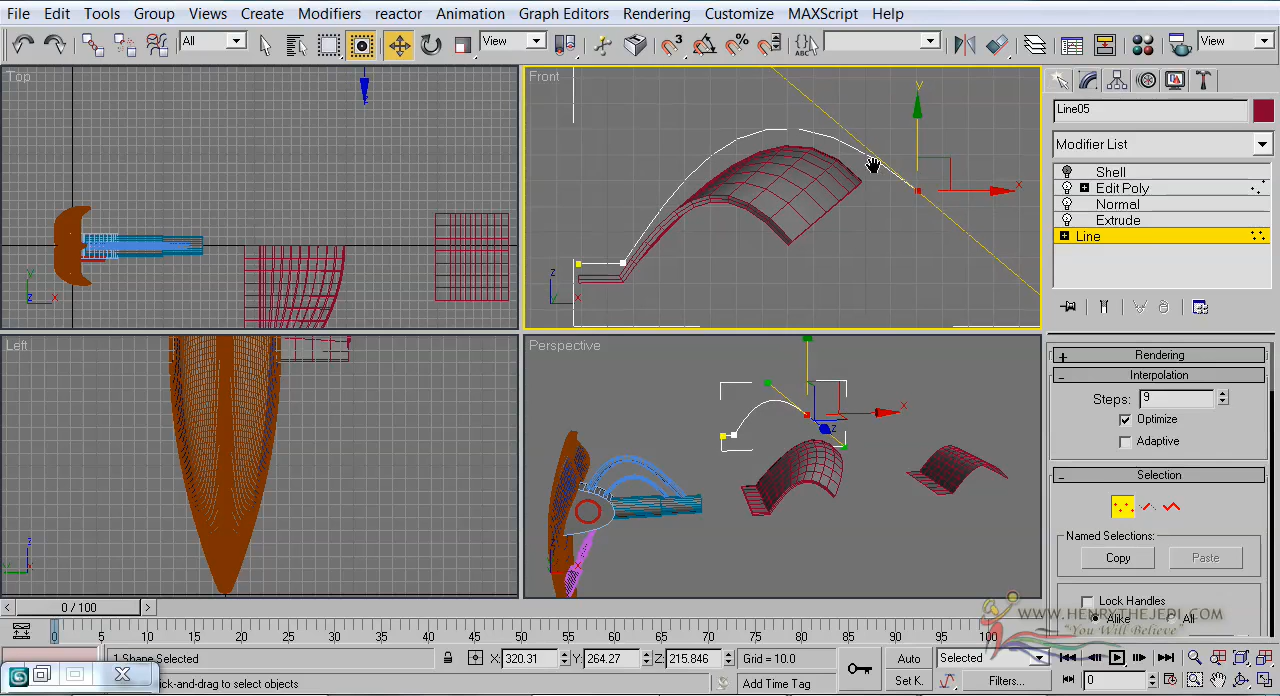 File Edit Tools Group Views Create Modifiers reactor Animation Graph Editors Rendering Customize MAXScript Help
All View 3 ABC View
Top
Front
Left
Perspective
y
x
z
x
y
z
x
z
x
z
Line05
Modifier List
Shell
Edit Poly
Normal
Extrude
Line
Rendering
Interpolation
Steps: 9
Optimize
Adaptive
Selection
Named Selections:
Copy Paste
Lock Handles
Alike All
WWW.HENRYTHEJEDI.COM
"You Will Believe"
0 / 100
0 5 10 15 20 25 30 35 40 45 50 55 60 65 70 75 80 85 90 95 100
1 Shape Selected X: 320.31 Y: 264.27 Z: 215.846 Grid = 10.0 Auto Selected
ick-and-drag to select objects Add Time Tag Set K. Filters... 0